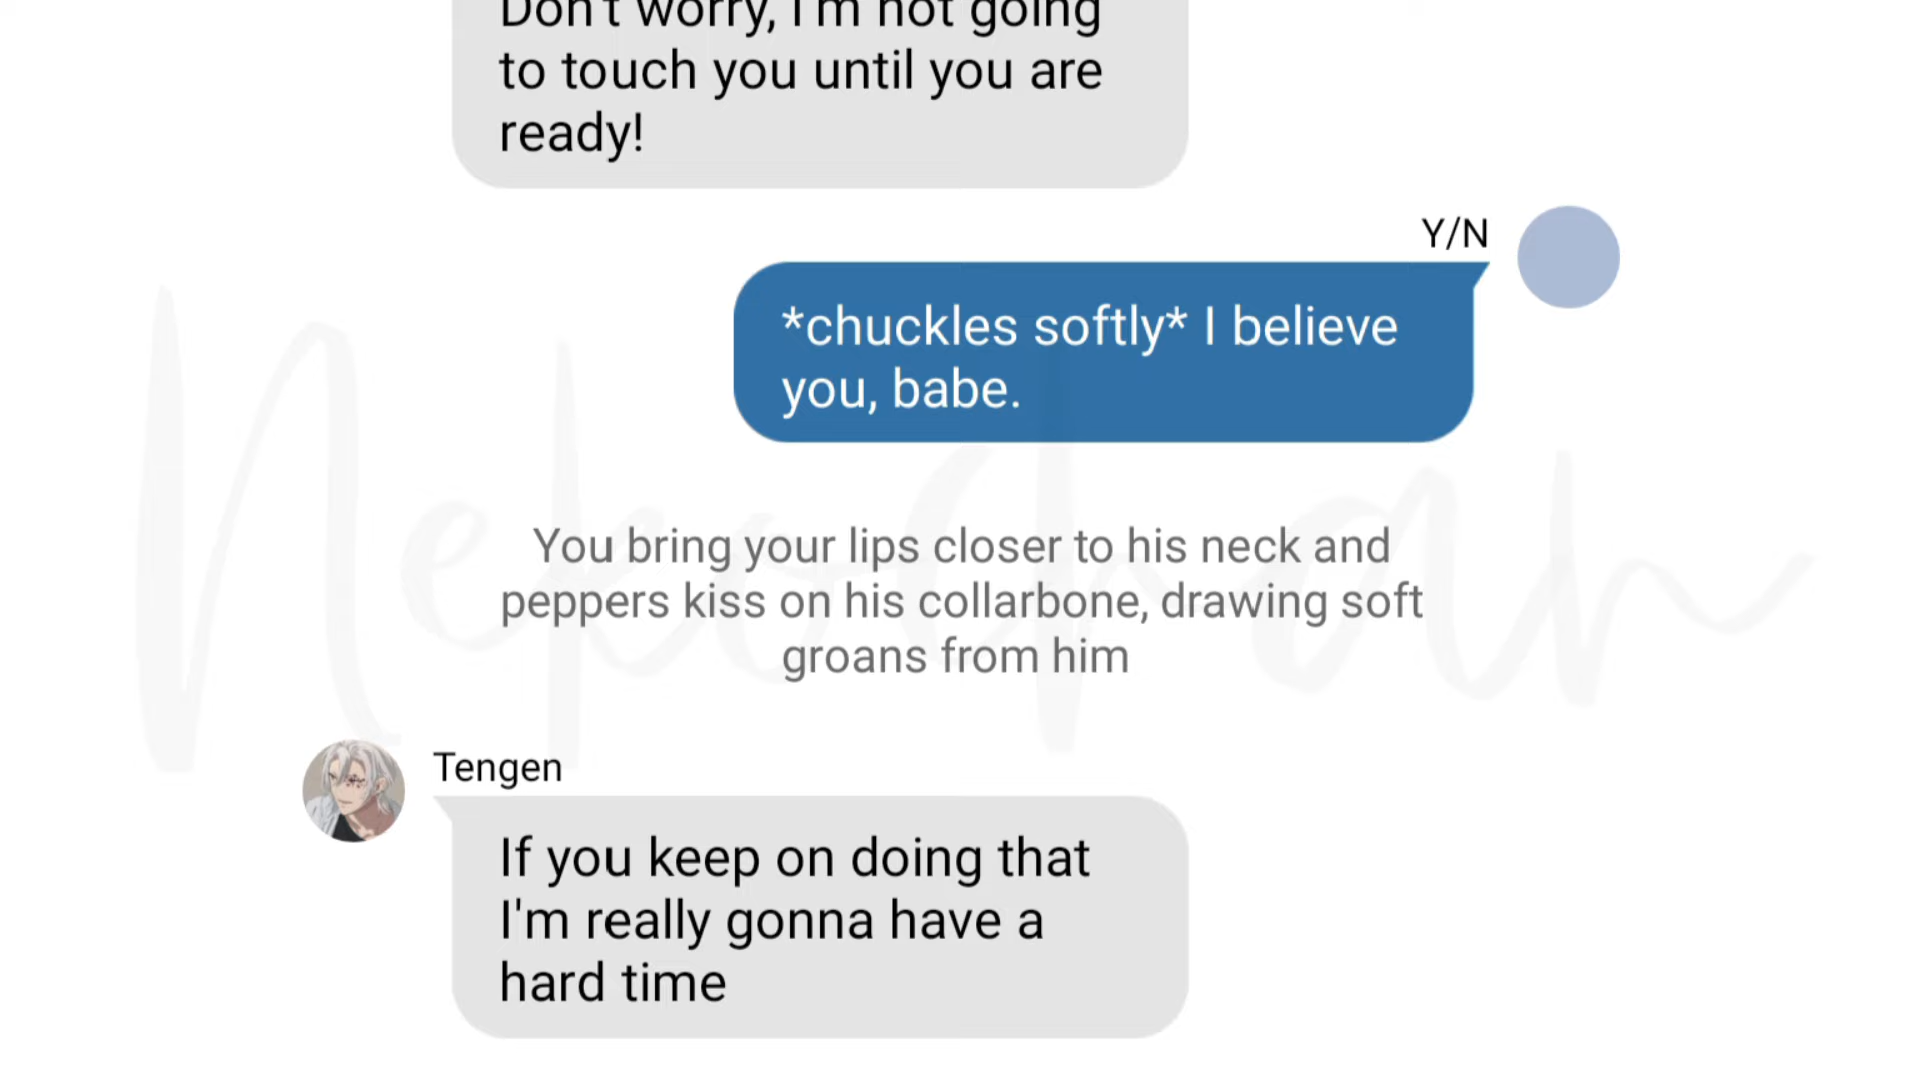 Don't worry, I'm not going
to touch you until you are
ready!
Y/N
*chuckles softly* I believe
you, babe.
You bring your lips closer to his neck and
peppers kiss on his collarbone, drawing soft
groans from him
Tengen
If you keep on doing that
I'm really gonna have a
hard time